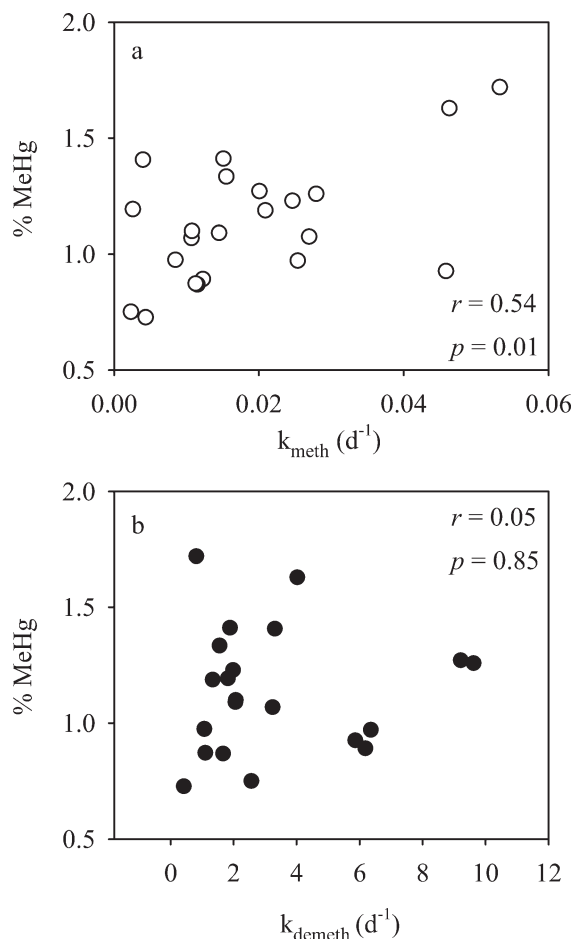 2.0
a
1.5
% MeHg
1.0
r = 0.54
p = 0.01
0.5
0.00 0.02 0.04 0.06
k_meth (d⁻¹)
2.0
b
r = 0.05
p = 0.85
1.5
% MeHg
1.0
0.5
0 2 4 6 8 10 12
k_demeth (d⁻¹)